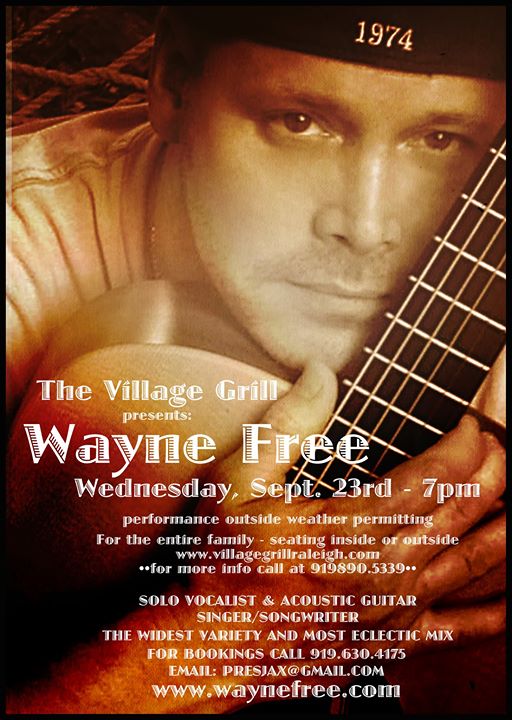 1974
The Village Grill
presents:
Wayne Free
Wednesday, Sept. 23rd - 7pm
performance outside weather permitting
For the entire family - seating inside or outside
www.villagegrillraleigh.com
••for more info call at 919890.5339••
SOLO VOCALIST & ACOUSTIC GUITAR
SINGER/SONGWRITER
THE WIDEST VARIETY AND MOST ECLECTIC MIX
FOR BOOKINGS CALL 919.630.4175
EMAIL: PRESJAX@GMAIL.COM
www.waynefree.com